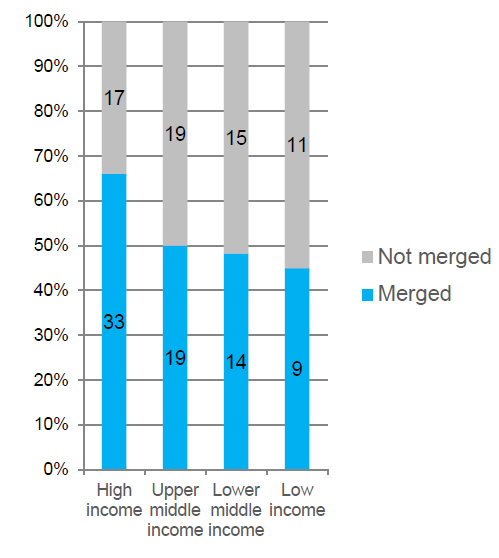 100%
90%
80%
70%
60%
50%
40%
30%
20%
10%
0%
17
19
15
11
33
19
14
9
High
income
Upper
middle
income
Lower
middle
income
Low
income
Not merged
Merged